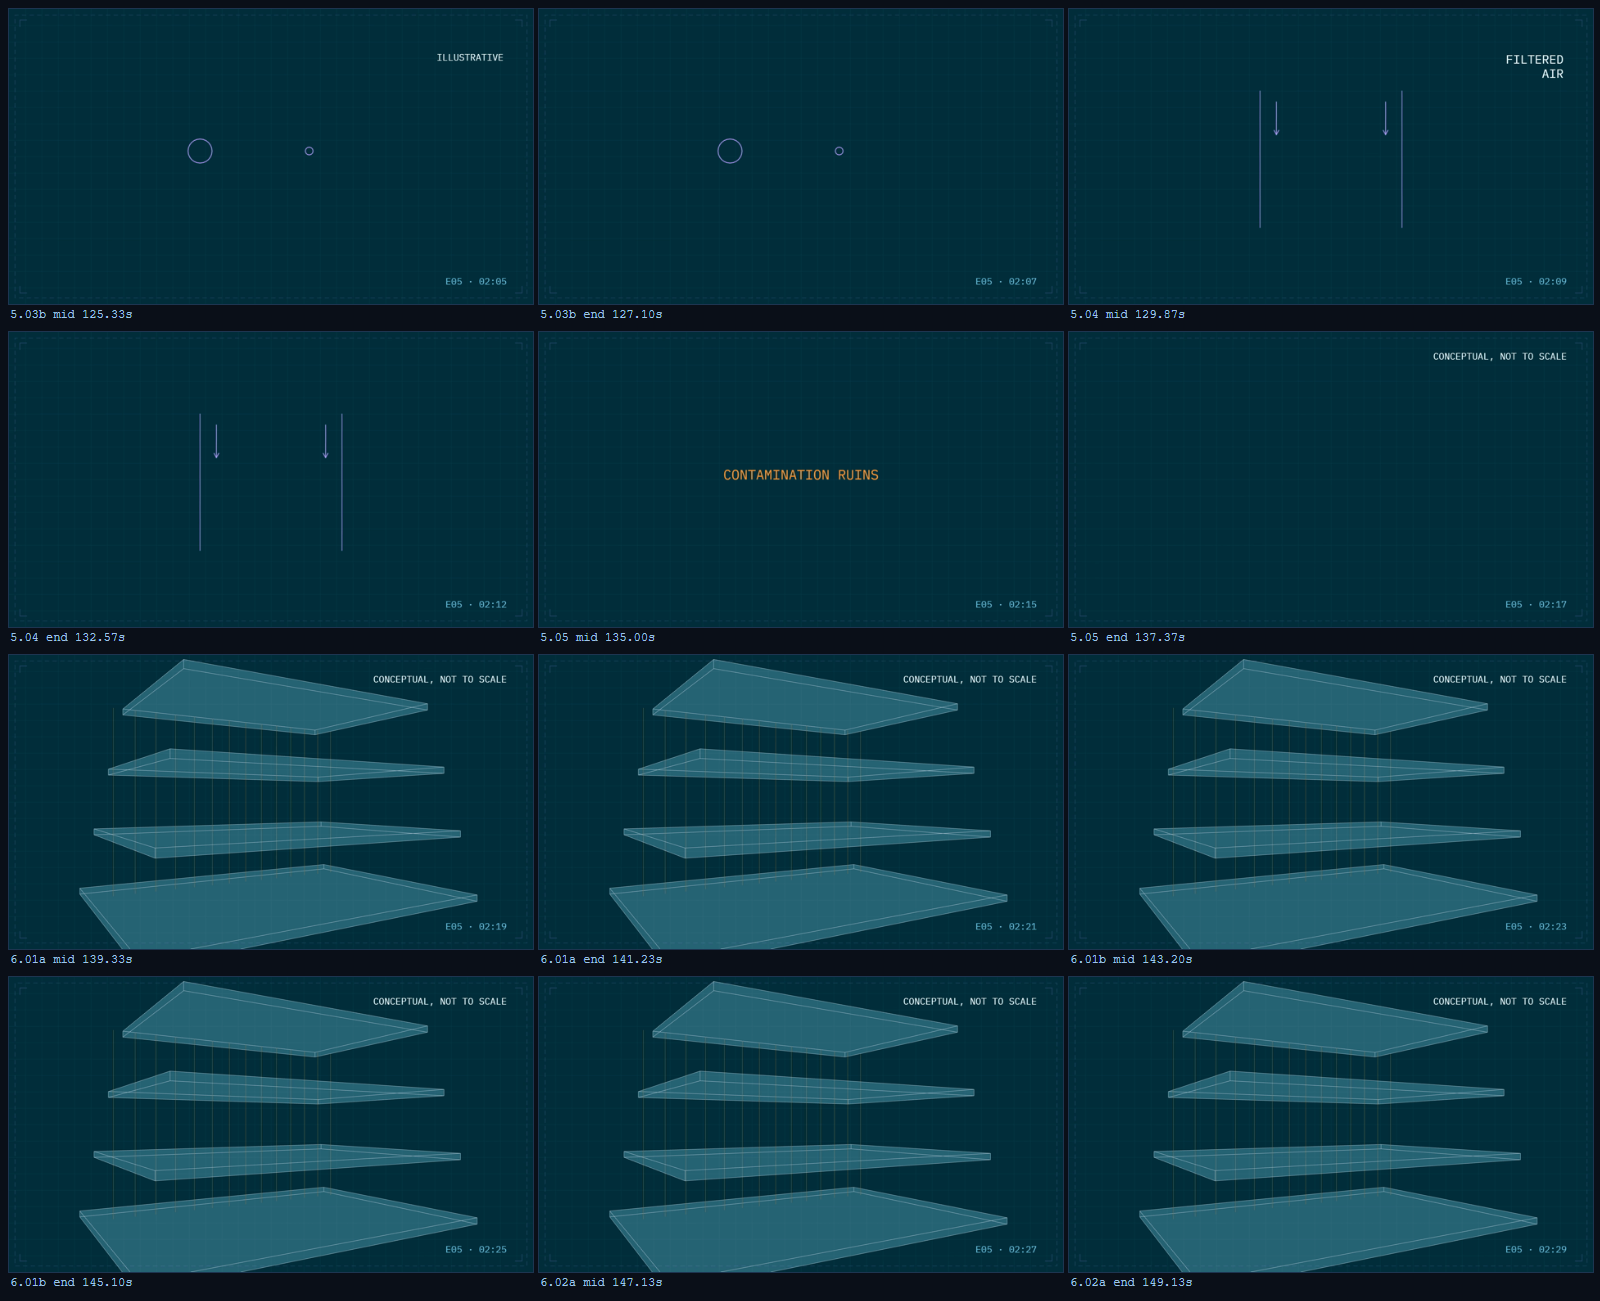 ILLUSTRATIVE
E05 · 02:05
5.03b mid 125.33s
E05 · 02:07
5.03b end 127.10s
FILTERED
AIR
E05 · 02:09
5.04 mid 129.87s
E05 · 02:12
5.04 end 132.57s
CONTAMINATION RUINS
E05 · 02:15
5.05 mid 135.00s
CONCEPTUAL, NOT TO SCALE
E05 · 02:17
5.05 end 137.37s
CONCEPTUAL, NOT TO SCALE
E05 · 02:19
6.01a mid 139.33s
CONCEPTUAL, NOT TO SCALE
E05 · 02:21
6.01a end 141.23s
CONCEPTUAL, NOT TO SCALE
E05 · 02:23
6.01b mid 143.20s
CONCEPTUAL, NOT TO SCALE
E05 · 02:25
6.01b end 145.10s
CONCEPTUAL, NOT TO SCALE
E05 · 02:27
6.02a mid 147.13s
CONCEPTUAL, NOT TO SCALE
E05 · 02:29
6.02a end 149.13s